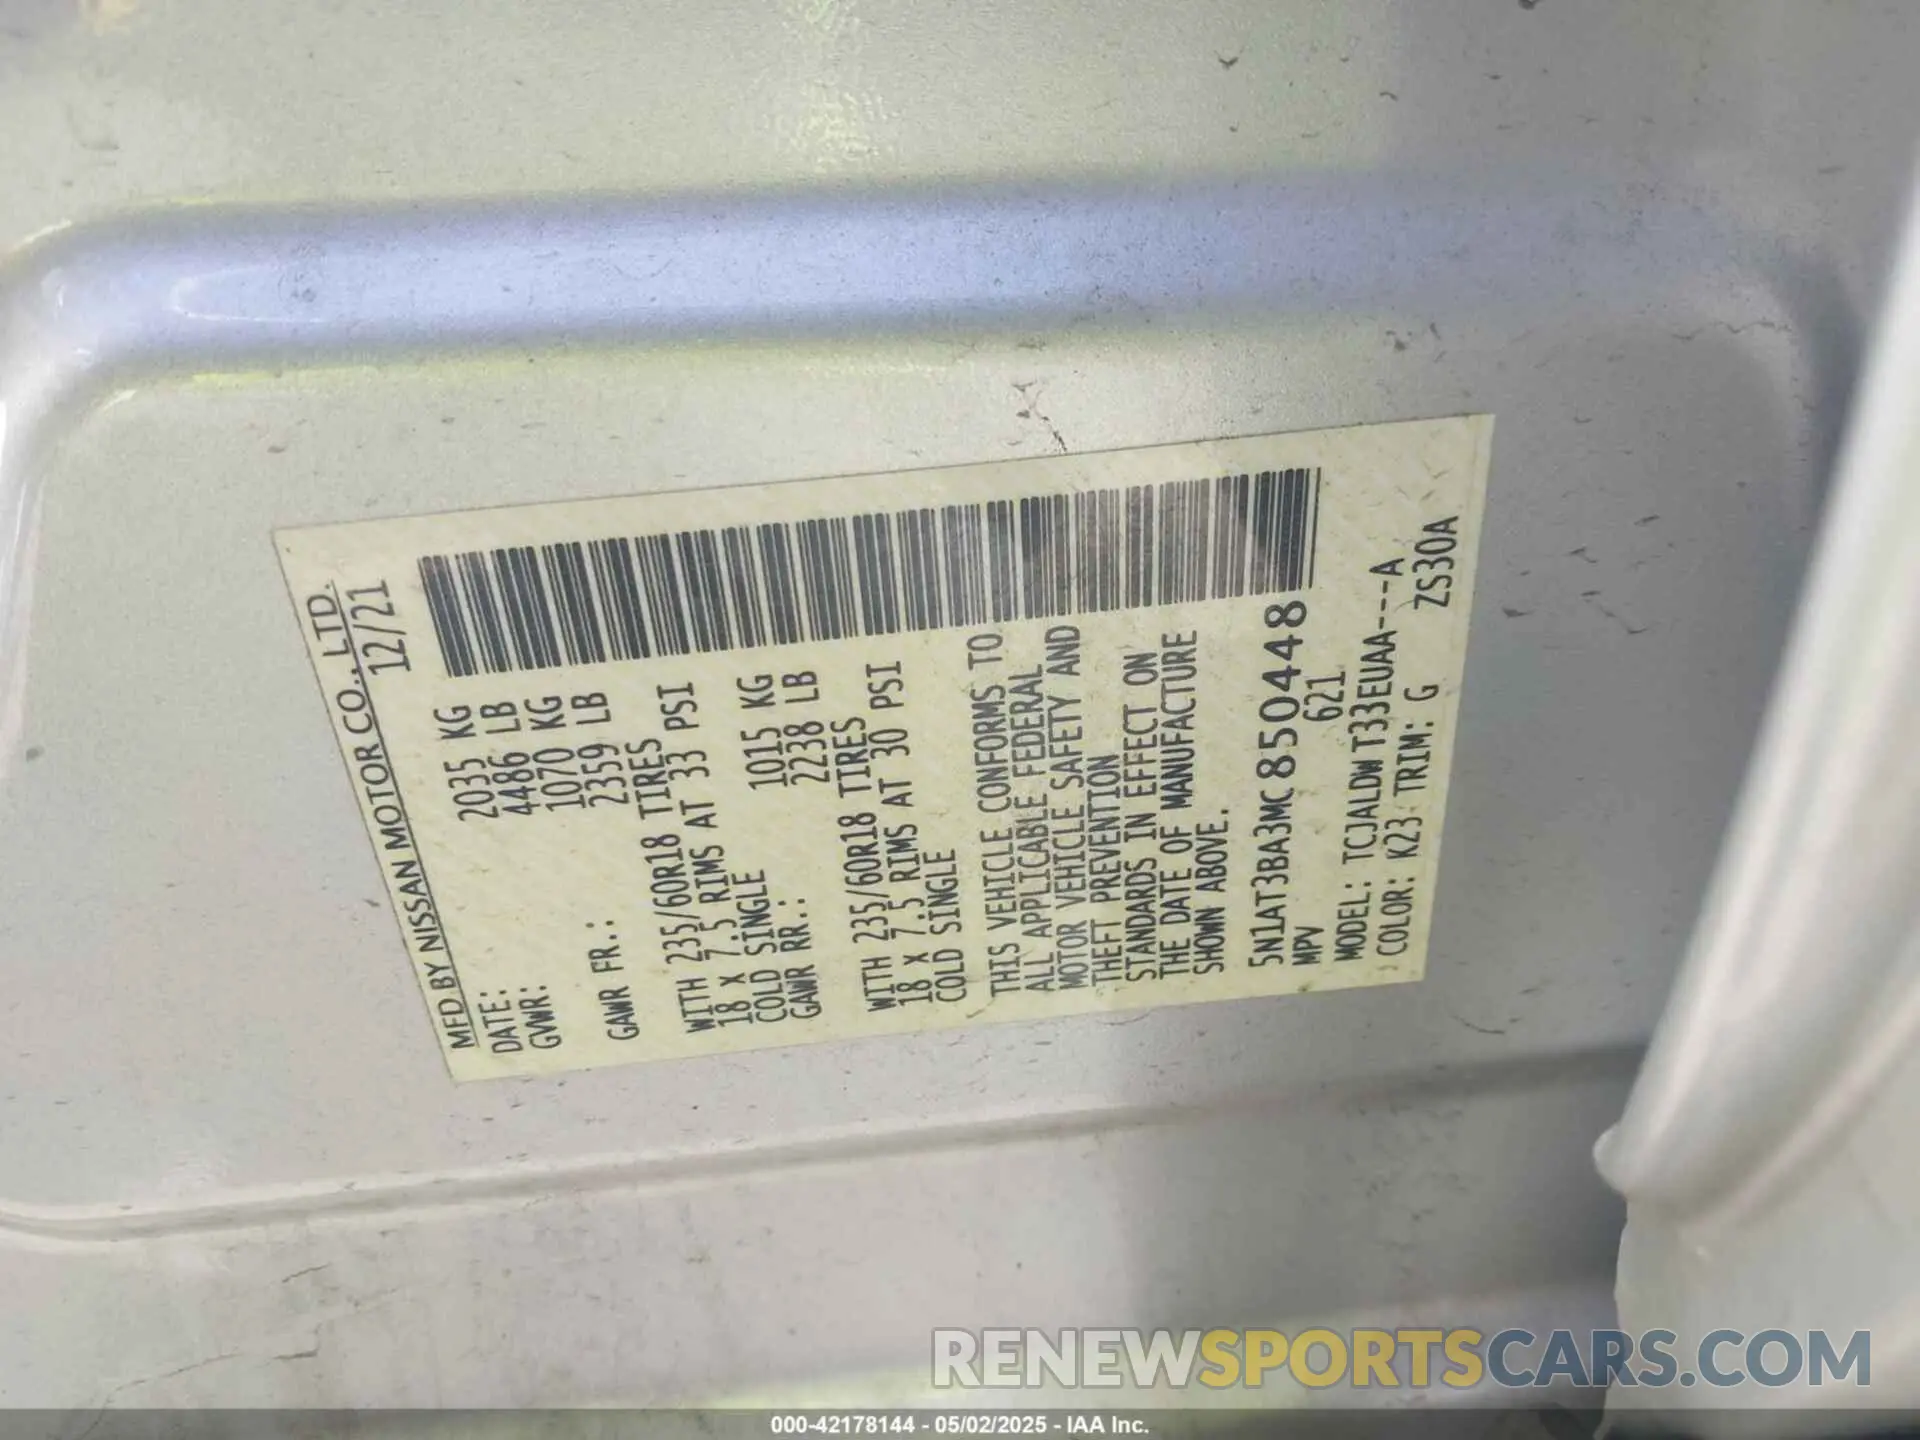 MFD BY NISSAN MOTOR CO., LTD.
DATE: 12/21
GVWR: 2035 KG
4486 LB
1070 KG
GAWR FR.: 2359 LB
WITH 235/60R18 TIRES
18 X 7.5 RIMS AT 33 PSI
COLD SINGLE
GAWR RR.: 1015 KG
2238 LB
WITH 235/60R18 TIRES
18 X 7.5 RIMS AT 30 PSI
COLD SINGLE
THIS VEHICLE CONFORMS TO
ALL APPLICABLE FEDERAL
MOTOR VEHICLE SAFETY AND
THEFT PREVENTION
STANDARDS IN EFFECT ON
THE DATE OF MANUFACTURE
SHOWN ABOVE.
5N1AT3BA3MC850448
MPV 621
MODEL: TCJALDW T33EUAA---A
COLOR: K23 TRIM: G ZS30A
RENEWSPORTSCARS.COM
000-42178144 - 05/02/2025 - IAA Inc.